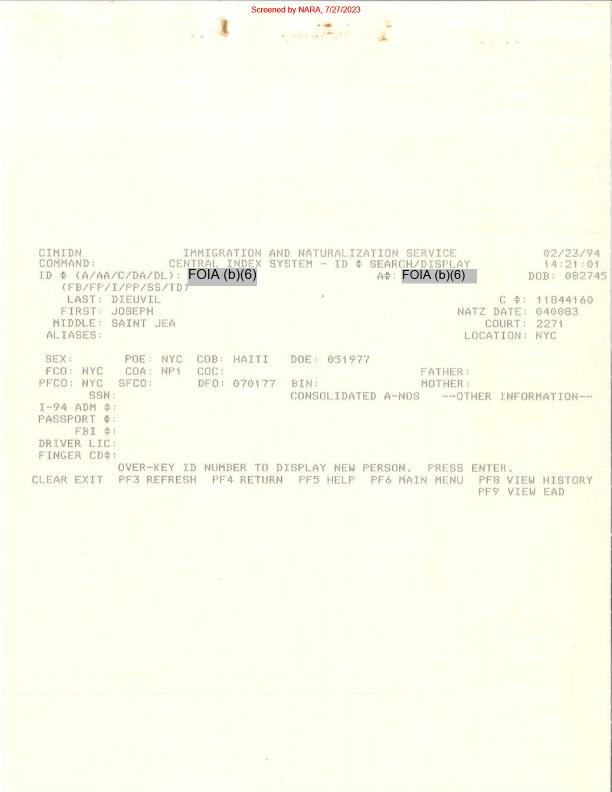 Screened by NARA, 7/27/2023
CIMIDN IMMIGRATION AND NATURALIZATION SERVICE 02/23/94
COMMAND: CENTRAL INDEX SYSTEM - ID # SEARCH/DISPLAY 14:21:01
ID # (A/AA/C/DA/DL): FOIA (b)(6) A#: FOIA (b)(6) DOB: 082745
(FB/FP/I/PP/SS/TD)
LAST: DIEUVIL C #: 11844160
FIRST: JOSEPH NATZ DATE: 040083
MIDDLE: SAINT JEA COURT: 2271
ALIASES: LOCATION: NYC
SEX: POE: NYC COB: HAITI DOE: 051977
FCO: NYC COA: NP1 COC: FATHER:
PFCO: NYC SFCO: DFO: 070177 BIN: MOTHER:
SSN: CONSOLIDATED A-NOS --OTHER INFORMATION--
I-94 ADM #:
PASSPORT #:
FBI #:
DRIVER LIC:
FINGER CD#:
OVER-KEY ID NUMBER TO DISPLAY NEW PERSON. PRESS ENTER.
CLEAR EXIT PF3 REFRESH PF4 RETURN PF5 HELP PF6 MAIN MENU PF8 VIEW HISTORY
PF9 VIEW EAD